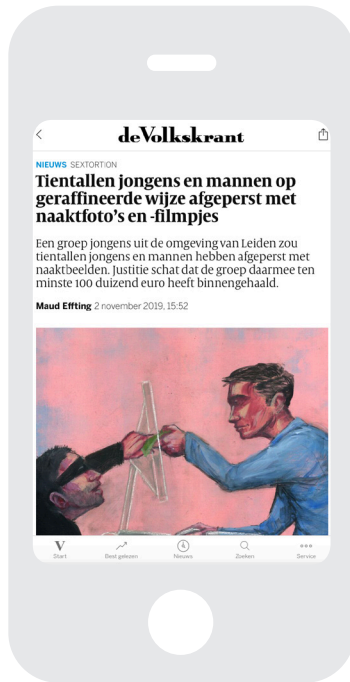 deVolkskrant
NIEUWS SEXTORTION
Tientallen jongens en mannen op
geraffineerde wijze afgeperst met
naaktfoto's en -filmpjes
Een groep jongens uit de omgeving van Leiden zou
tientallen jongens en mannen hebben afgeperst met
naaktbeelden. Justitie schat dat de groep daarmee ten
minste 100 duizend euro heeft binnengehaald.
Maud Effting 2 november 2019, 15:52
V
Start Best gelezen Nieuws Zoeken Service